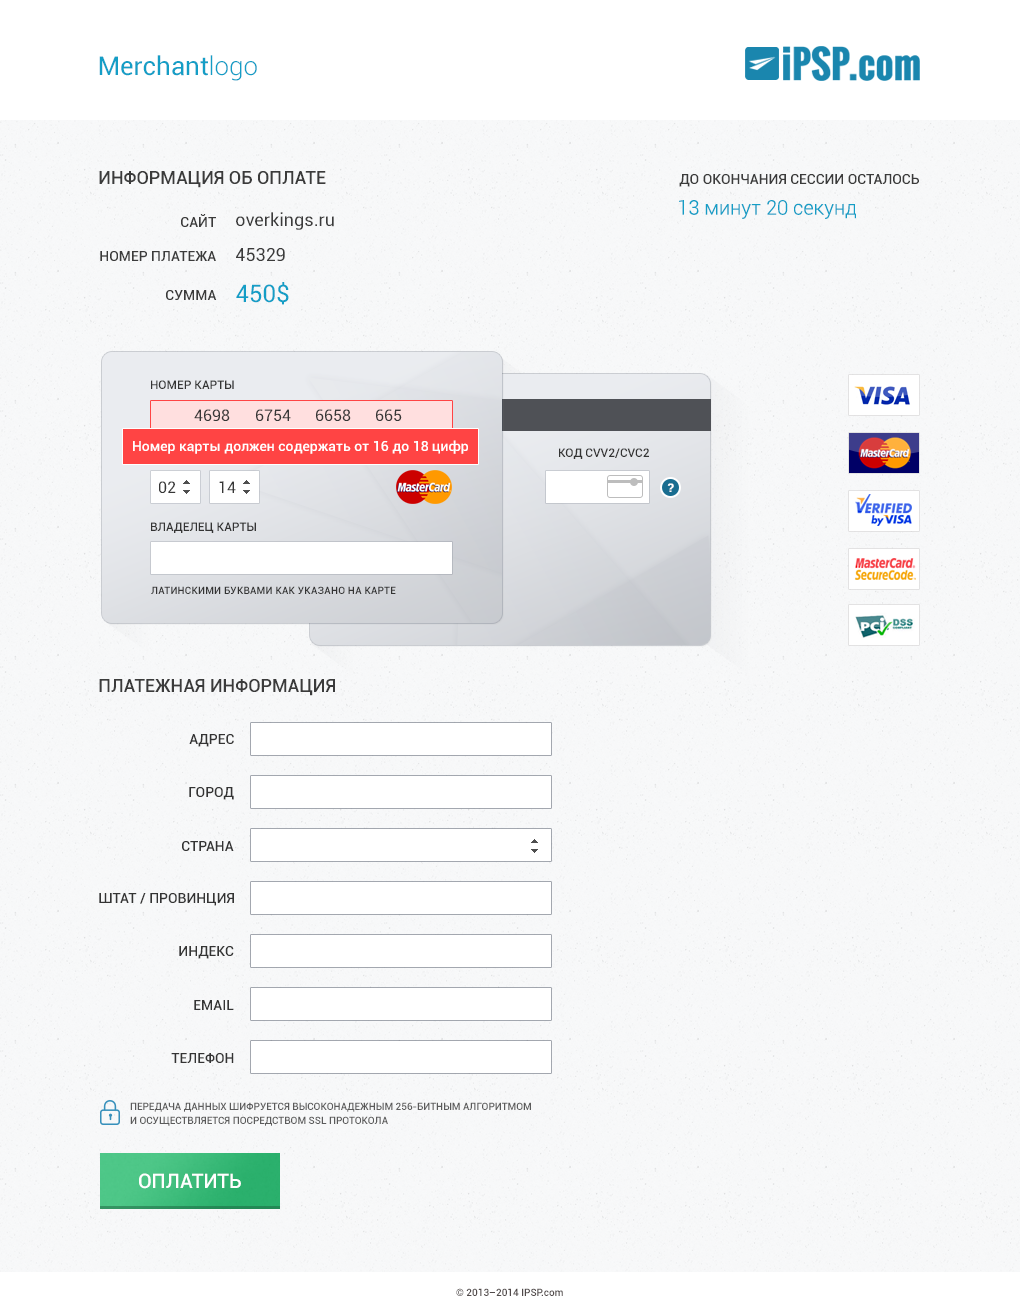 Merchantlogo
iPSP.com
ИНФОРМАЦИЯ ОБ ОПЛАТЕ
ДО ОКОНЧАНИЯ СЕССИИ ОСТАЛОСЬ
13 минут 20 секунд
САЙТ overkings.ru
НОМЕР ПЛАТЕЖА 45329
СУММА 450$
НОМЕР КАРТЫ
4698 6754 6658 665
Номер карты должен содержать от 16 до 18 цифр
02 14
MasterCard
ВЛАДЕЛЕЦ КАРТЫ
ЛАТИНСКИМИ БУКВАМИ КАК УКАЗАНО НА КАРТЕ
КОД CVV2/CVC2
?
VISA
MasterCard
VERIFIED
by VISA
MasterCard.
SecureCode.
PCI DSS
ПЛАТЕЖНАЯ ИНФОРМАЦИЯ
АДРЕС
ГОРОД
СТРАНА
ШТАТ / ПРОВИНЦИЯ
ИНДЕКС
EMAIL
ТЕЛЕФОН
ПЕРЕДАЧА ДАННЫХ ШИФРУЕТСЯ ВЫСОКОНАДЕЖНЫМ 256-БИТНЫМ АЛГОРИТМОМ
И ОСУЩЕСТВЛЯЕТСЯ ПОСРЕДСТВОМ SSL ПРОТОКОЛА
ОПЛАТИТЬ
© 2013–2014 IPSP.com